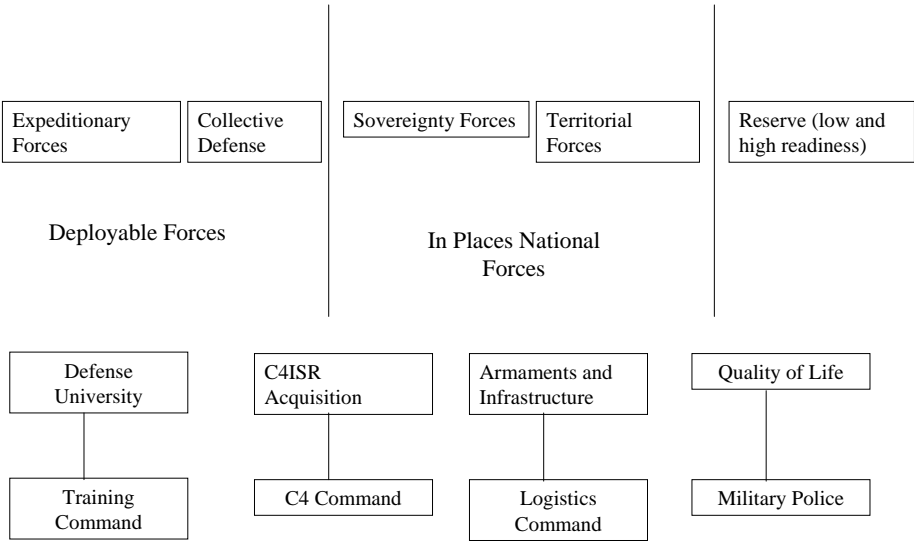 Expeditionary
Forces
Collective
Defense
Sovereignty Forces
Territorial
Forces
Reserve (low and
high readiness)
Deployable Forces
In Places National
Forces
Defense
University
C4ISR
Acquisition
Armaments and
Infrastructure
Quality of Life
Training
Command
C4 Command
Logistics
Command
Military Police